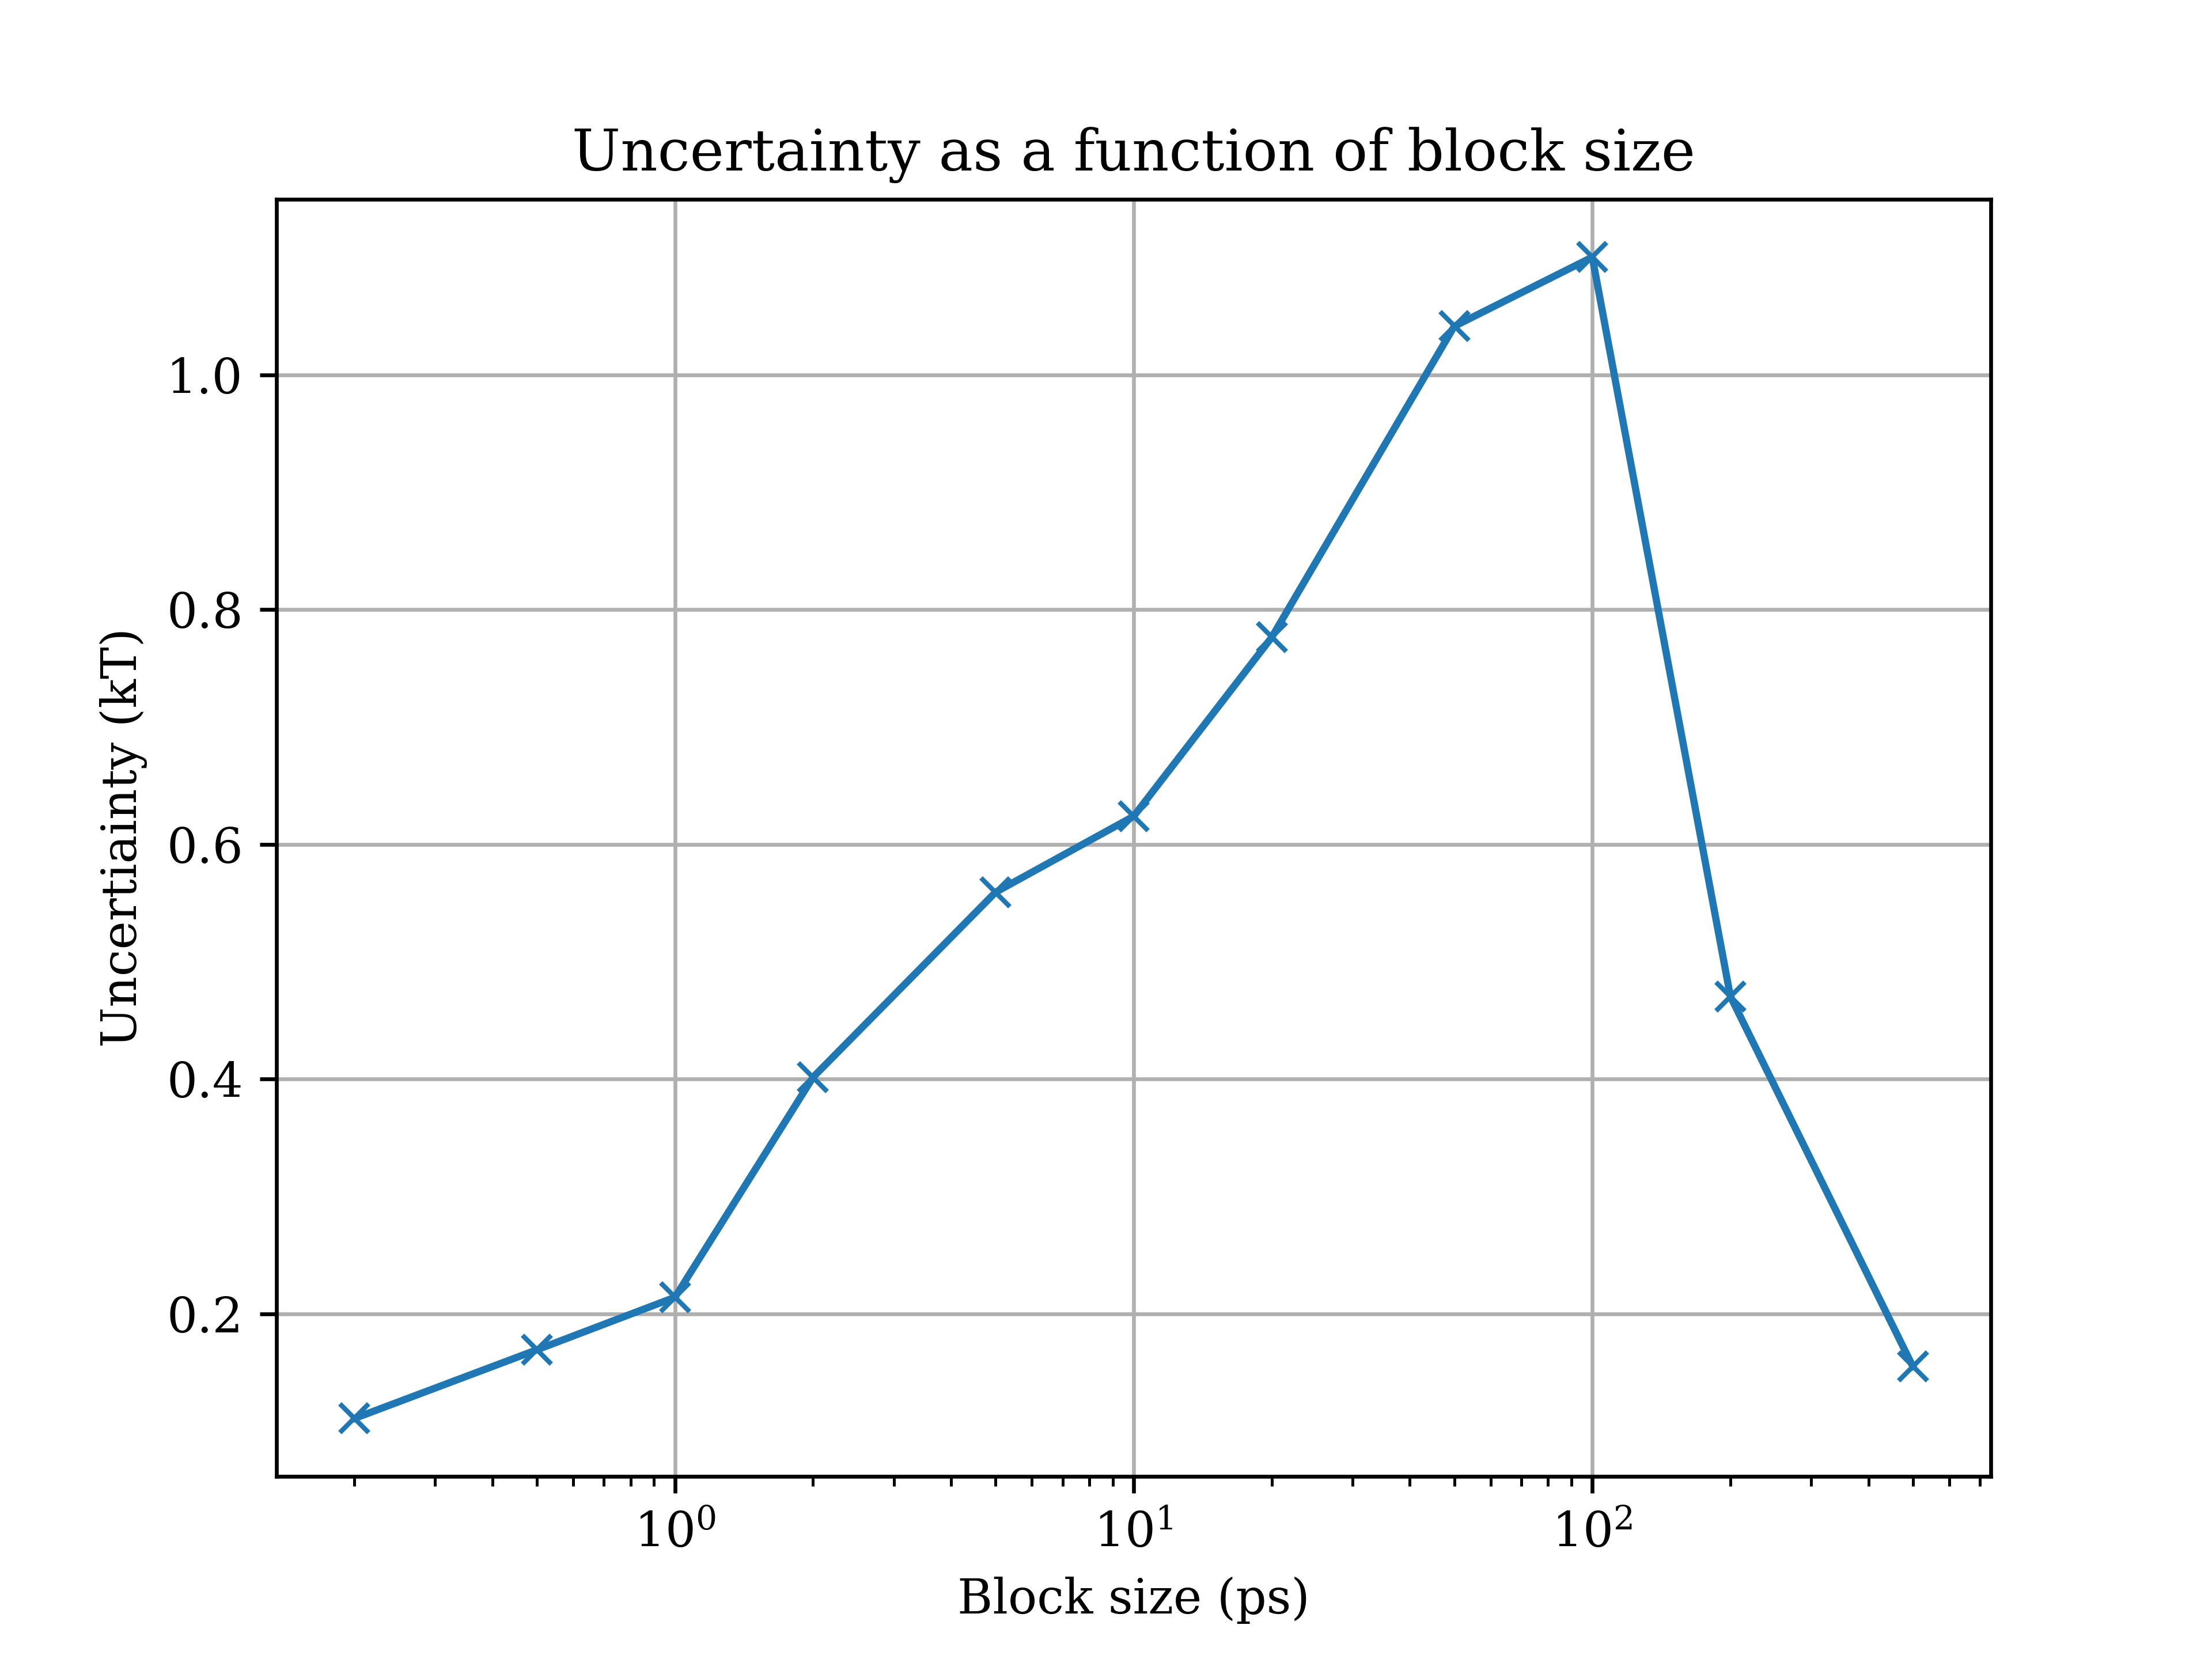 Uncertainty as a function of block size
1.0
0.8
0.6
0.4
0.2
Uncertiainty (kT)
10⁰
10¹
10²
Block size (ps)